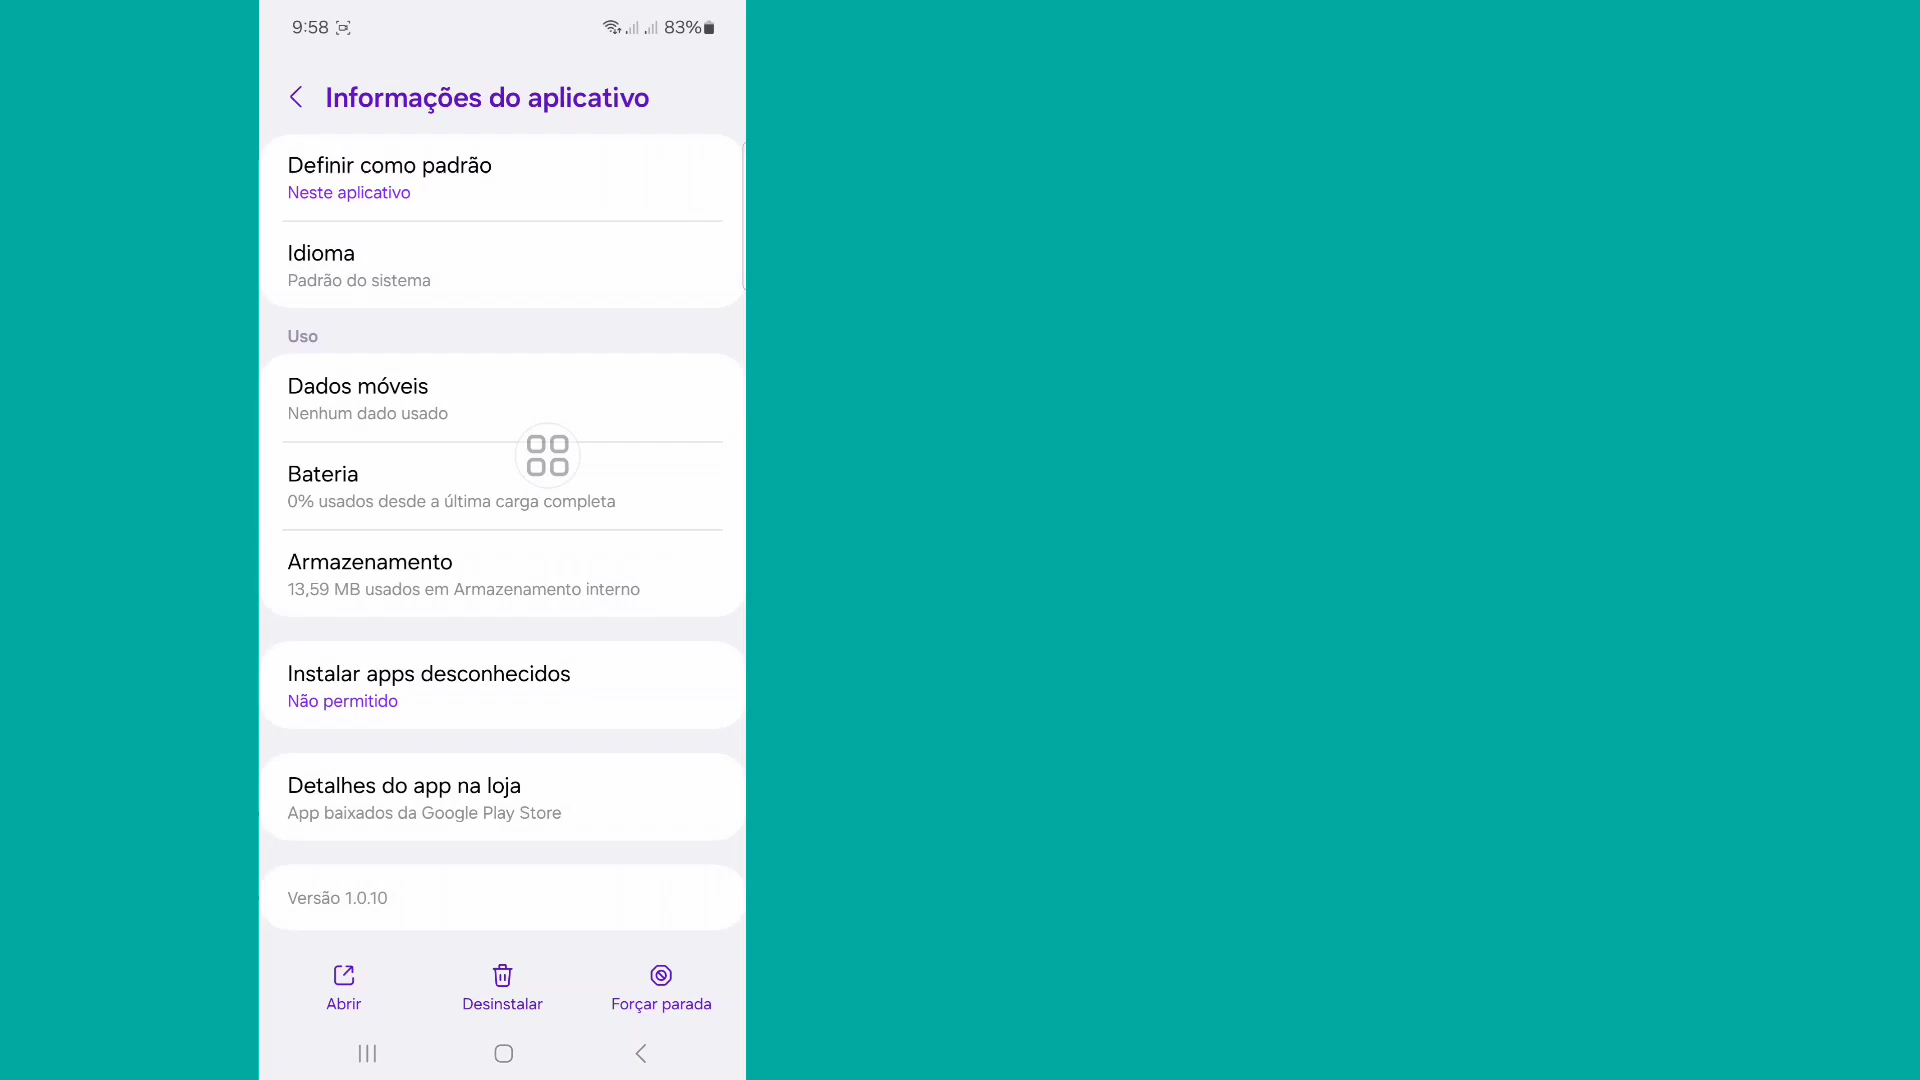 9:58
83%
Informações do aplicativo
Definir como padrão
Neste aplicativo
Idioma
Padrão do sistema
Uso
Dados móveis
Nenhum dado usado
Bateria
0% usados desde a última carga completa
Armazenamento
13,59 MB usados em Armazenamento interno
Instalar apps desconhecidos
Não permitido
Detalhes do app na loja
App baixados da Google Play Store
Versão 1.0.10
Abrir
Desinstalar
Forçar parada